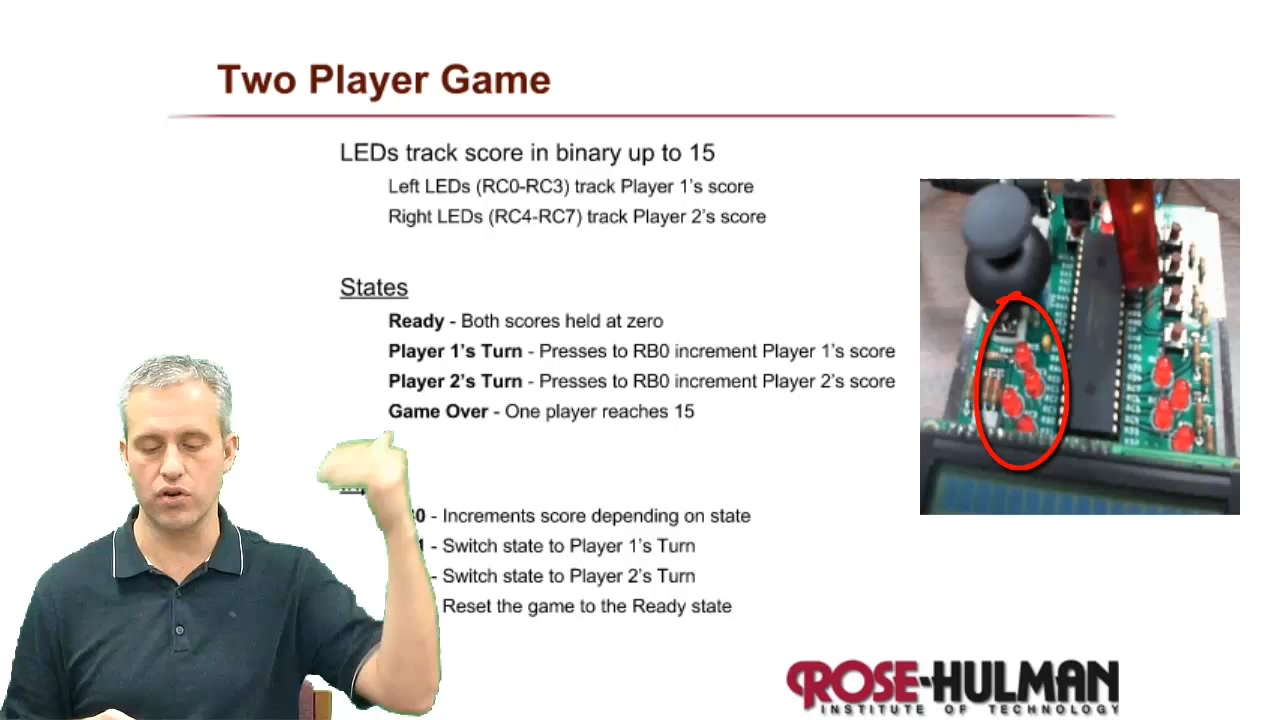 Two Player Game
LEDs track score in binary up to 15
Left LEDs (RC0-RC3) track Player 1's score
Right LEDs (RC4-RC7) track Player 2's score
States
Ready - Both scores held at zero
Player 1's Turn - Presses to RB0 increment Player 1's score
Player 2's Turn - Presses to RB0 increment Player 2's score
Game Over - One player reaches 15
0 - Increments score depending on state
- Switch state to Player 1's Turn
- Switch state to Player 2's Turn
Reset the game to the Ready state
ROSE-HULMAN
INSTITUTE OF TECHNOLOGY